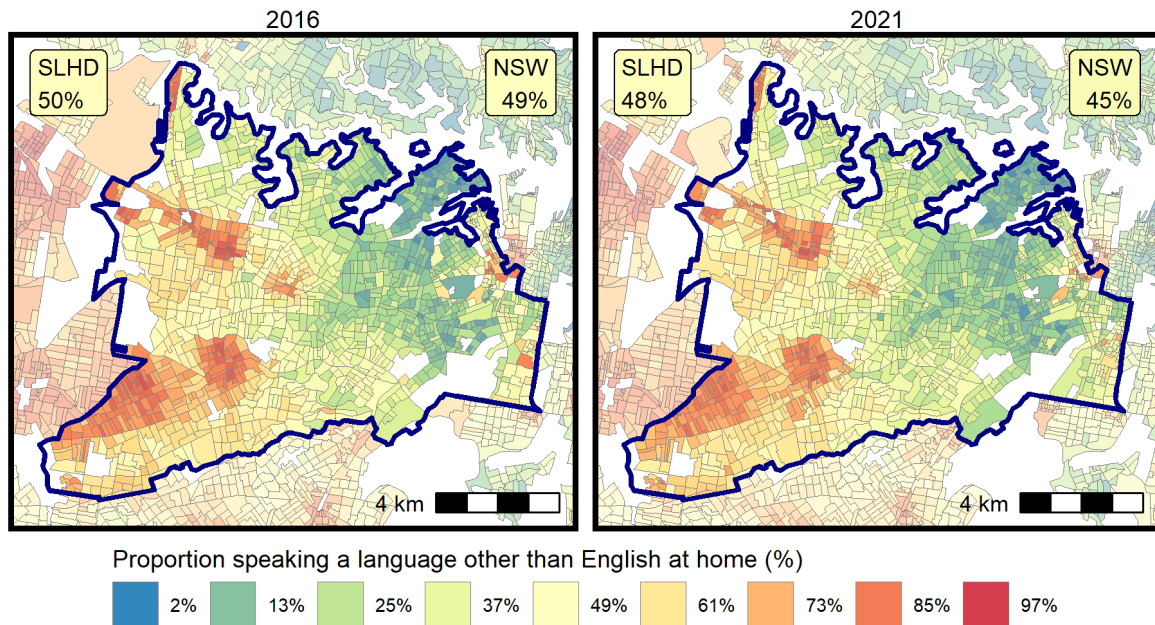 2016
2021
SLHD
50%
NSW
49%
SLHD
48%
NSW
45%
4 km
4 km
Proportion speaking a language other than English at home (%)
2% 13% 25% 37% 49% 61% 73% 85% 97%